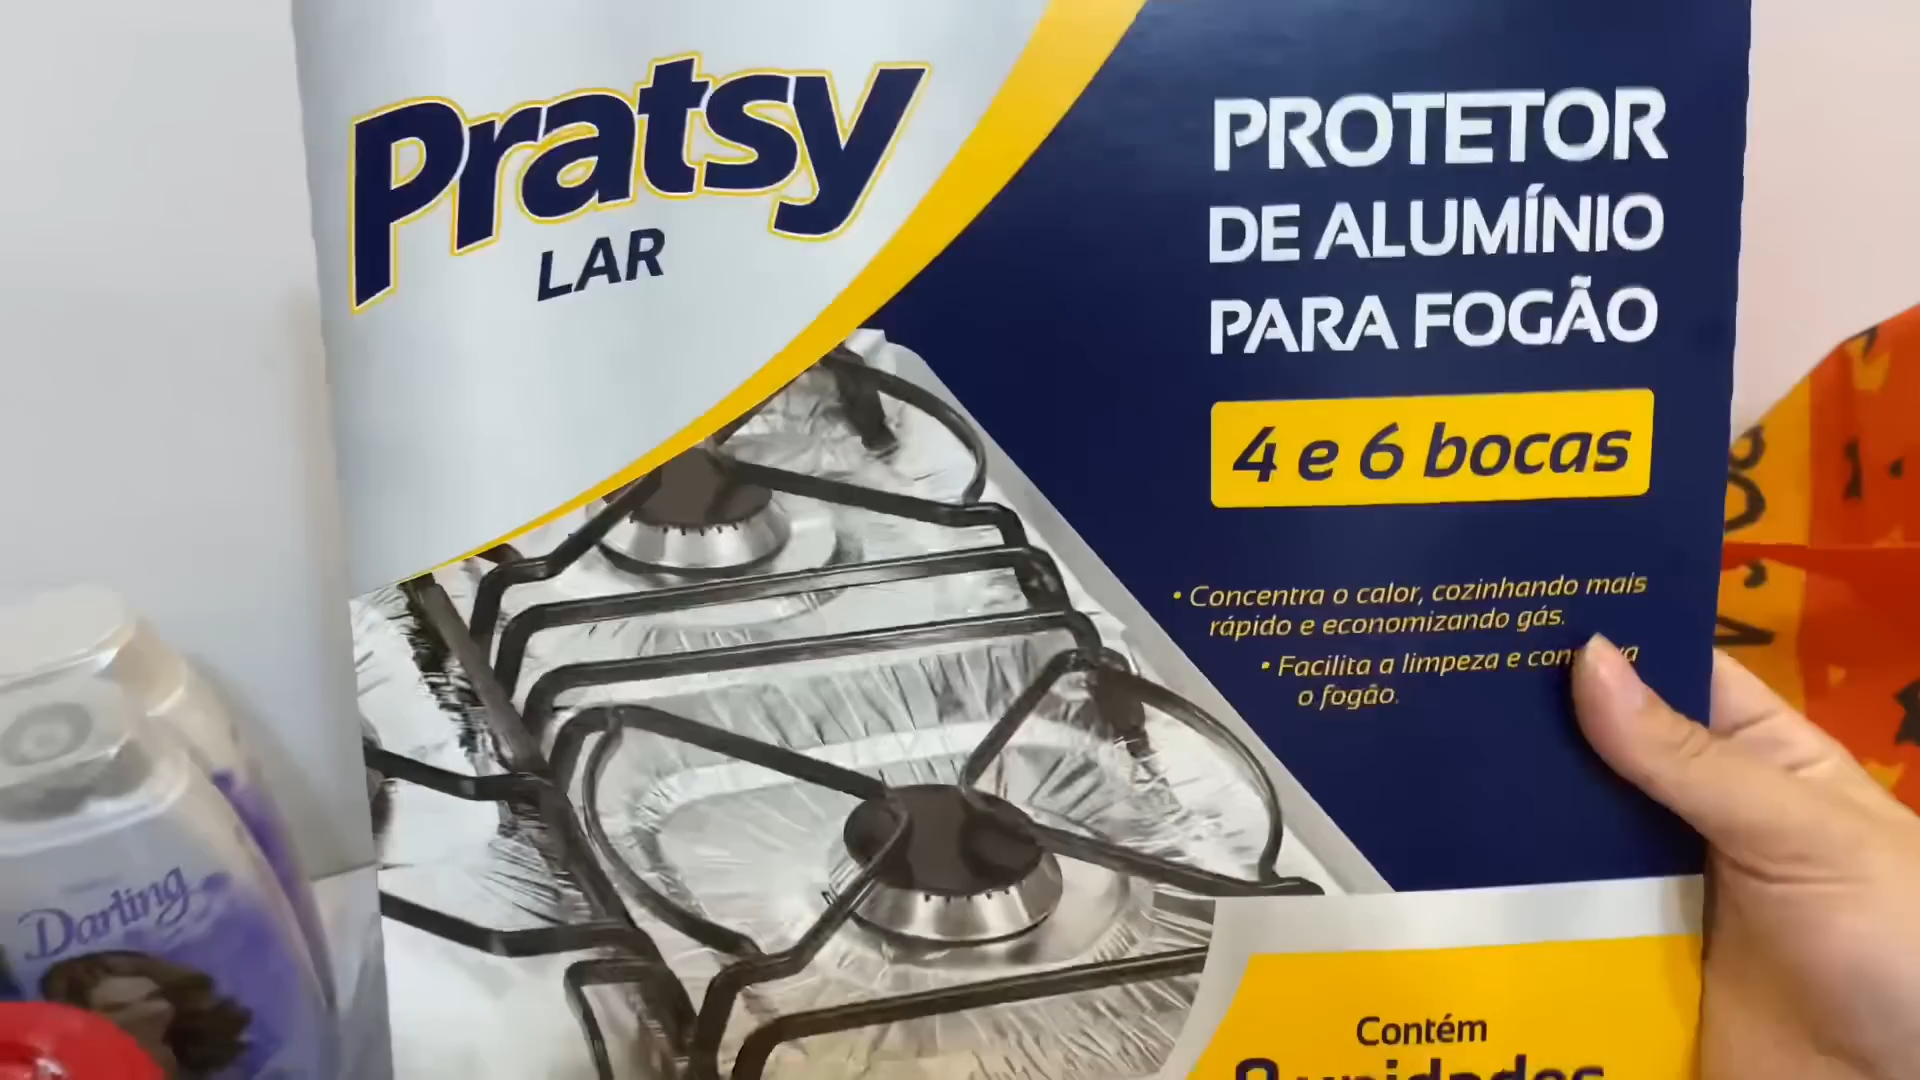 Pratsy
LAR
PROTETOR
DE ALUMÍNIO
PARA FOGÃO
4 e 6 bocas
• Concentra o calor, cozinhando mais
rápido e economizando gás.
• Facilita a limpeza e
o fogão.
Contém
unidades
Darling